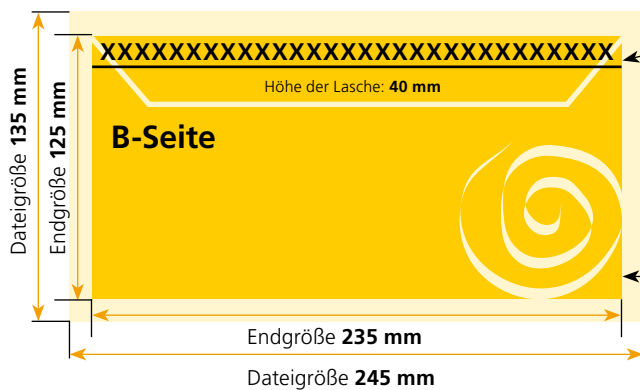 XXXXXXXXXXXXXXXXXXXXXXXXXXXXXX
Höhe der Lasche: 40 mm
B-Seite
Dateigröße 135 mm
Endgröße 125 mm
Endgröße 235 mm
Dateigröße 245 mm